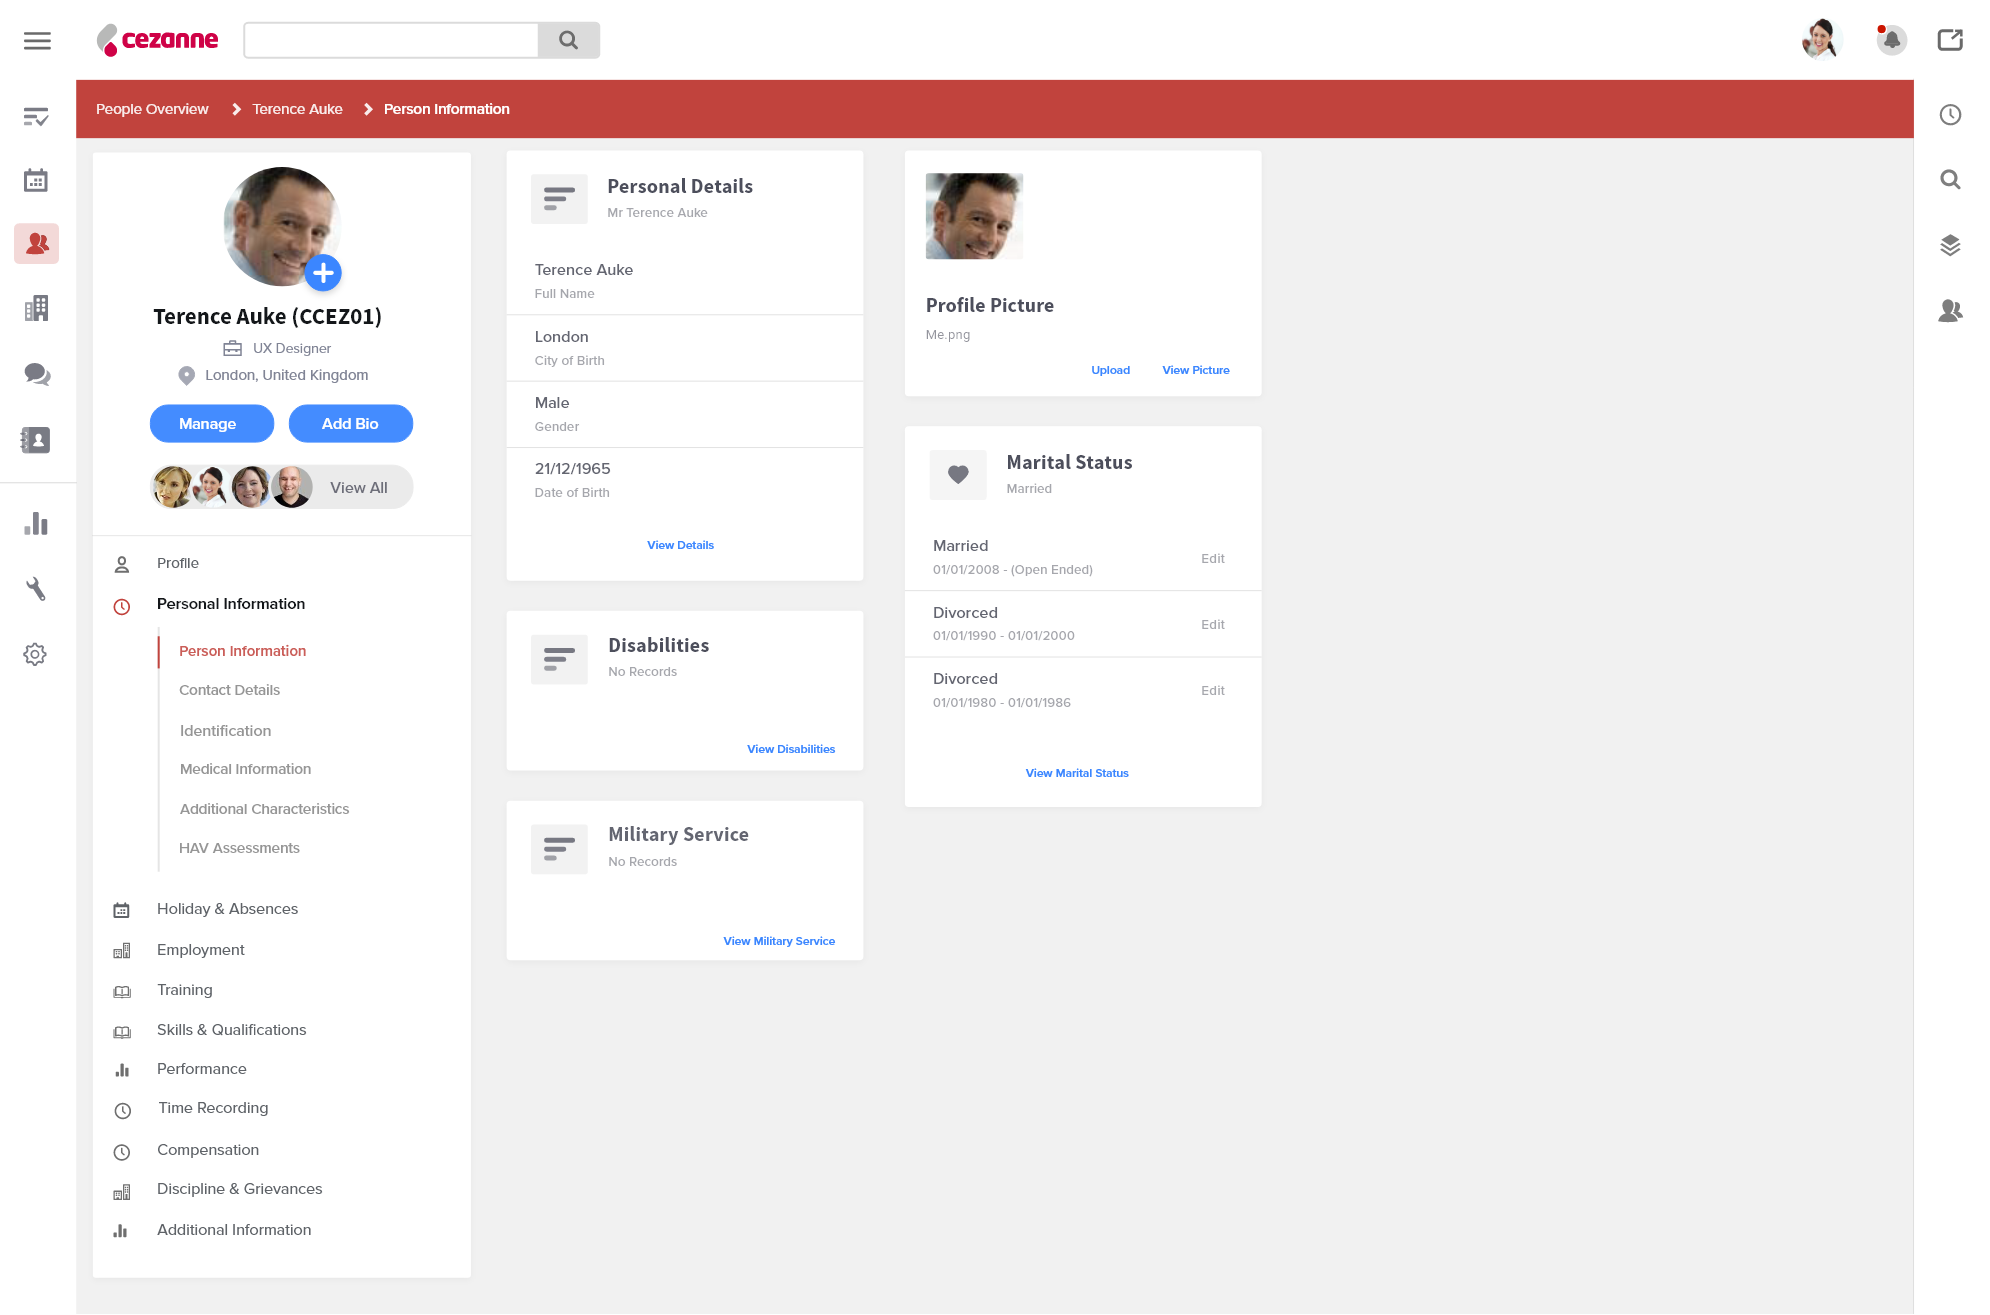 cezanne
People Overview
Terence Auke
Person Information
Terence Auke (CCEZ01)
UX Designer
London, United Kingdom
Manage
Add Bio
View All
Profile
Personal Information
Person Information
Contact Details
Identification
Medical Information
Additional Characteristics
HAV Assessments
Holiday & Absences
Employment
Training
Skills & Qualifications
Performance
Time Recording
Compensation
Discipline & Grievances
Additional Information
Personal Details
Mr Terence Auke
Terence Auke
Full Name
London
City of Birth
Male
Gender
21/12/1965
Date of Birth
View Details
Disabilities
No Records
View Disabilities
Military Service
No Records
View Military Service
Profile Picture
Me.png
Upload
View Picture
Marital Status
Married
Married
01/01/2008 - (Open Ended)
Edit
Divorced
01/01/1990 - 01/01/2000
Edit
Divorced
01/01/1980 - 01/01/1986
Edit
View Marital Status